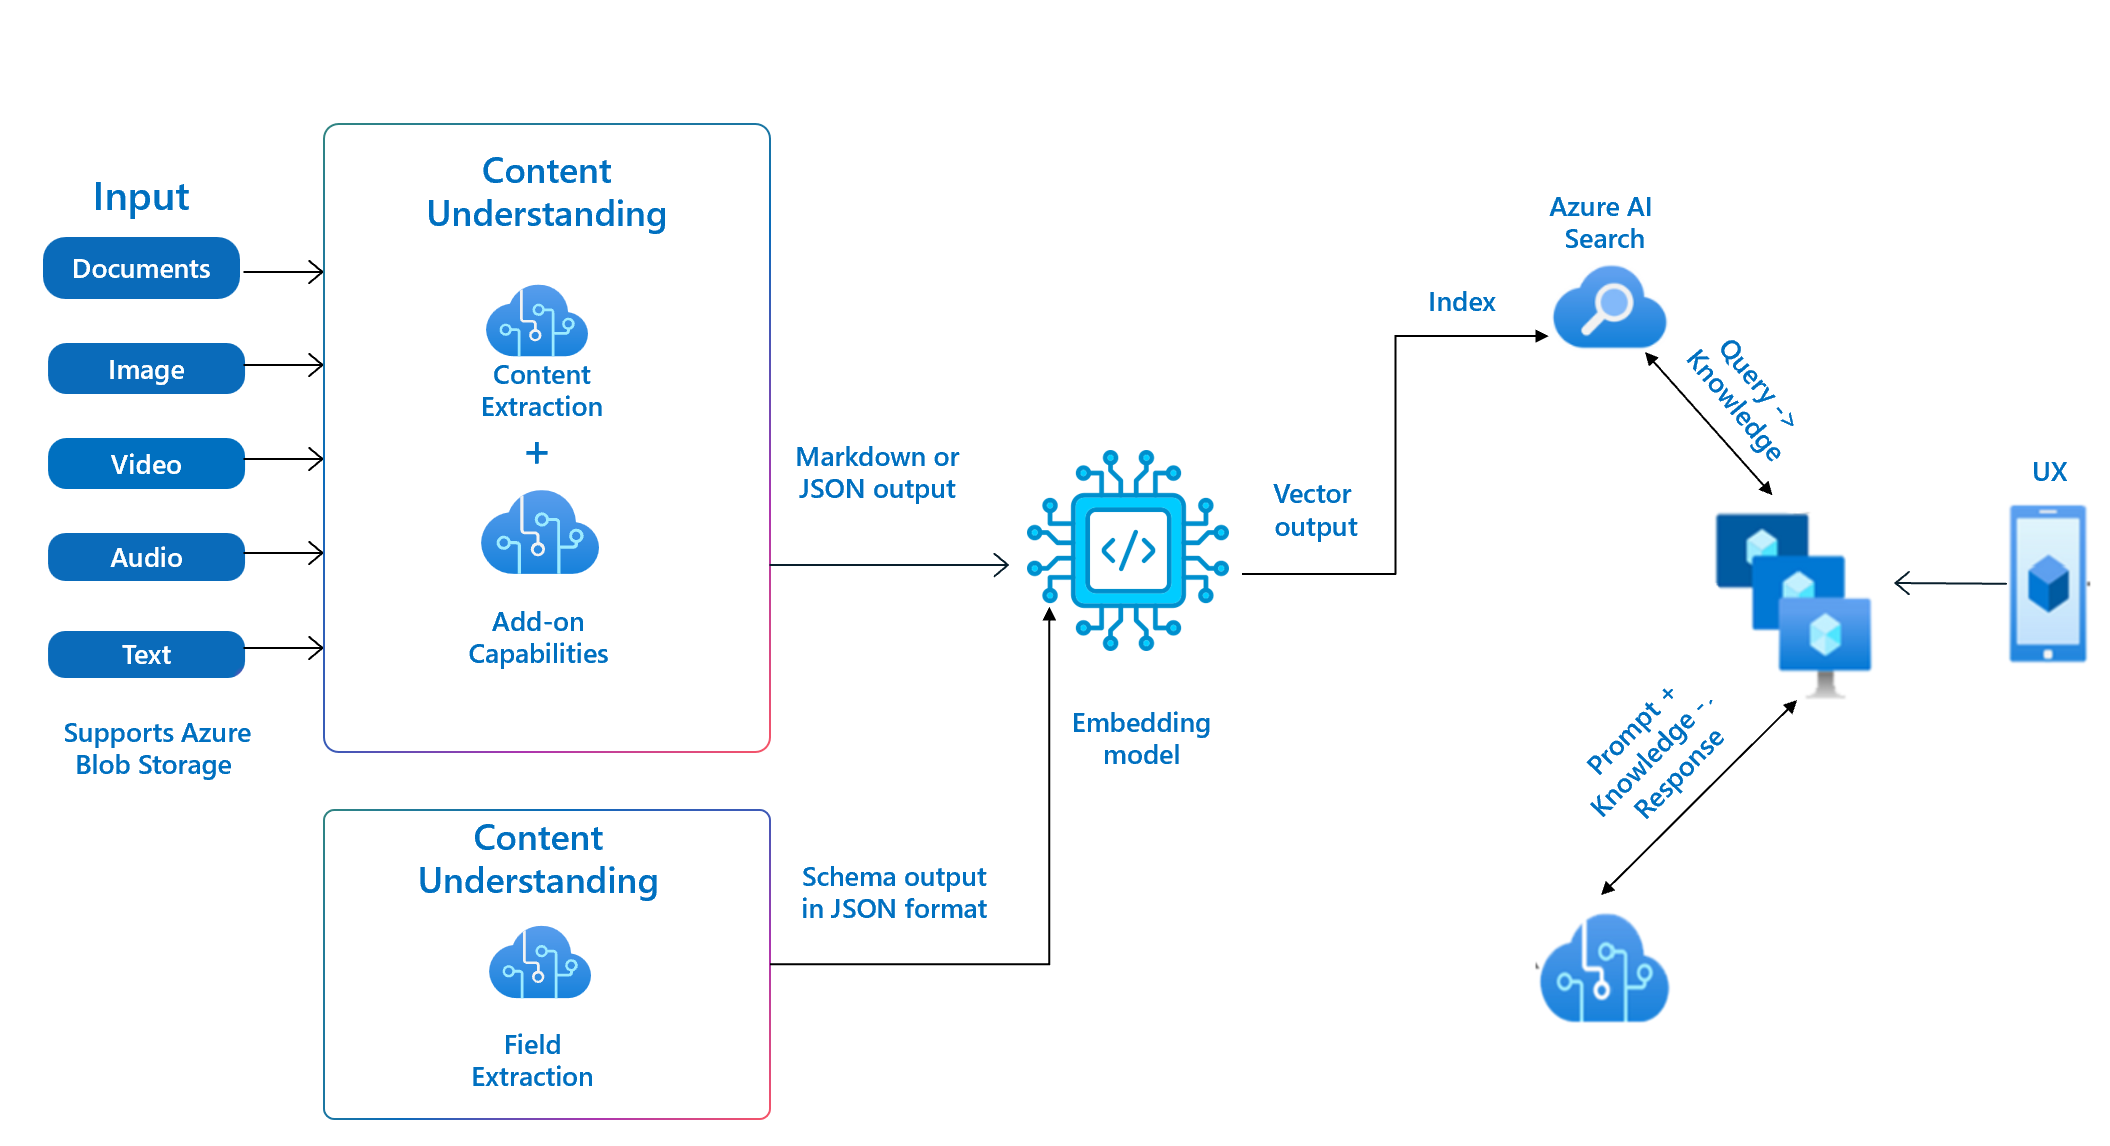 Input
Documents
Image
Video
Audio
Text
Supports Azure
Blob Storage
Content
Understanding
Content
Extraction
+
Add-on
Capabilities
Content
Understanding
Field
Extraction
Markdown or
JSON output
Schema output
in JSON format
</>
Embedding
model
Vector
output
Index
Azure AI
Search
Query ->
Knowledge
UX
Prompt +
Knowledge ->
Response